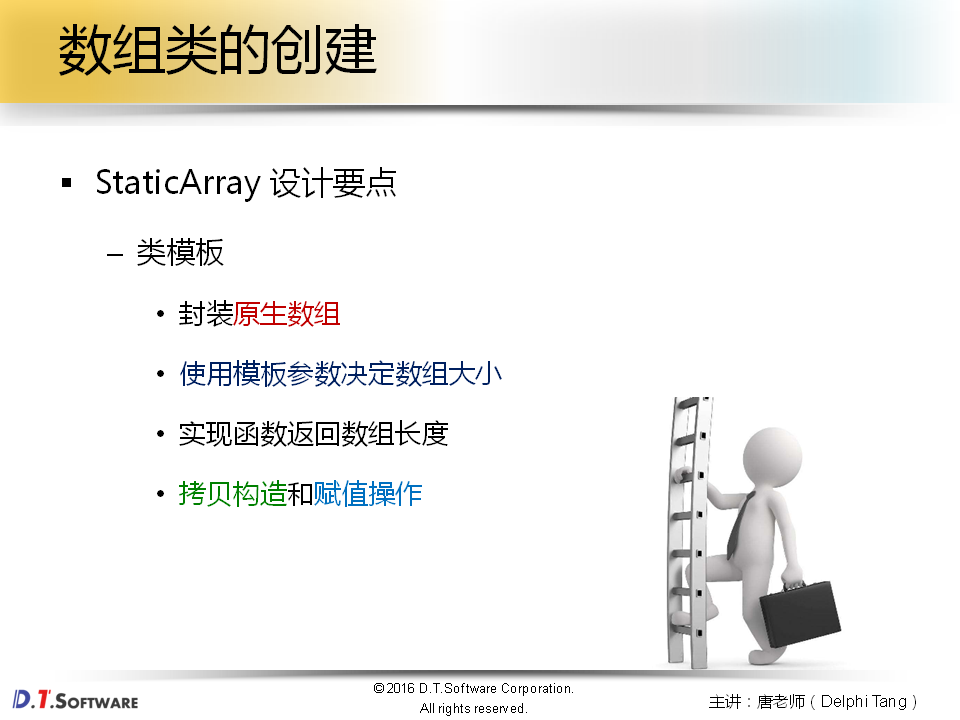 数组类的创建
▪ StaticArray 设计要点
– 类模板
• 封装原生数组
• 使用模板参数决定数组大小
• 实现函数返回数组长度
• 拷贝构造和赋值操作
D.T.SOFTWARE
©2016 D.T.Software Corporation.
All rights reserved.
主讲：唐老师（Delphi Tang）